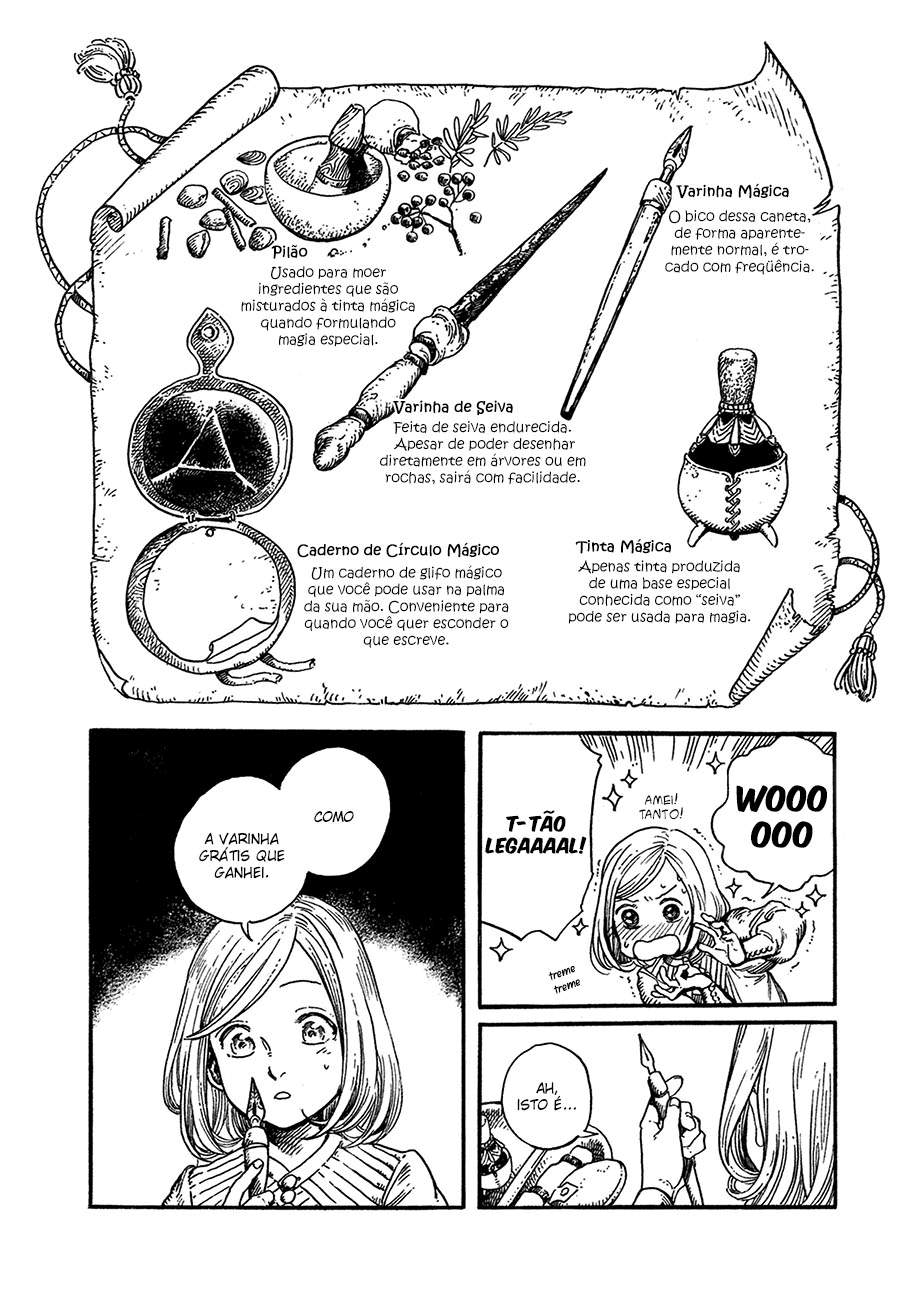 Varinha Mágica
O bico dessa caneta,
de forma aparente-
mente normal, é tro-
cado com freqüência.
Pilão
Usado para moer
ingredientes que são
misturados à tinta mágica
quando formulando
magia especial.
Varinha de Seiva
Feita de seiva endurecida.
Apesar de poder desenhar
diretamente em árvores ou em
rochas, sairá com facilidade.
Tinta Mágica
Apenas tinta produzida
de uma base especial
conhecida como “seiva”
pode ser usada para magia.
Caderno de Círculo Mágico
Um caderno de glifo mágico
que você pode usar na palma
da sua mão. Conveniente para
quando você quer esconder o
que escreve.
WOOO
OOO
AMEI!
TANTO!
T-TÃO
LEGAAAAL!
treme
treme
AH,
ISTO É...
COMO
A VARINHA
GRÁTIS QUE
GANHEI.